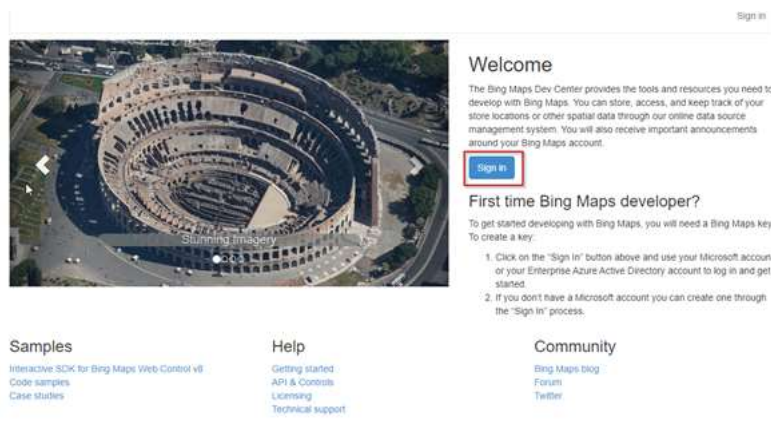 Sign in
Welcome
The Bing Maps Dev Center provides the tools and resources you need to
develop with Bing Maps. You can store, access, and keep track of your
store locations or other spatial data through our online data source
management system. You will also receive important announcements
around your Bing Maps account.
Sign in
Stunning Imagery
First time Bing Maps developer?
To get started developing with Bing Maps, you will need a Bing Maps key
To create a key:
1. Click on the "Sign In" button above and use your Microsoft accoun
or your Enterprise Azure Active Directory account to log in and get
started.
2. If you don't have a Microsoft account you can create one through
the "Sign In" process.
Samples
Interactive SDK for Bing Maps Web Control v8
Code samples
Case studies
Help
Getting started
API & Controls
Licensing
Technical support
Community
Bing Maps blog
Forum
Twitter